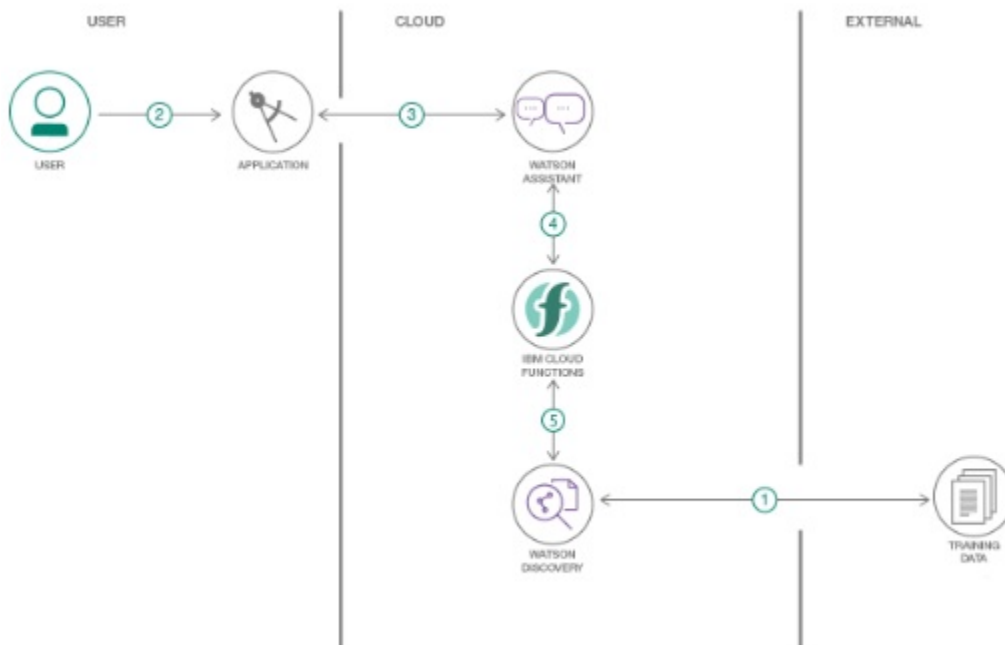 USER
CLOUD
EXTERNAL
2
3
USER
APPLICATION
WATSON
ASSISTANT
4
IBM CLOUD
FUNCTIONS
5
1
WATSON
DISCOVERY
TRAINING
DATA